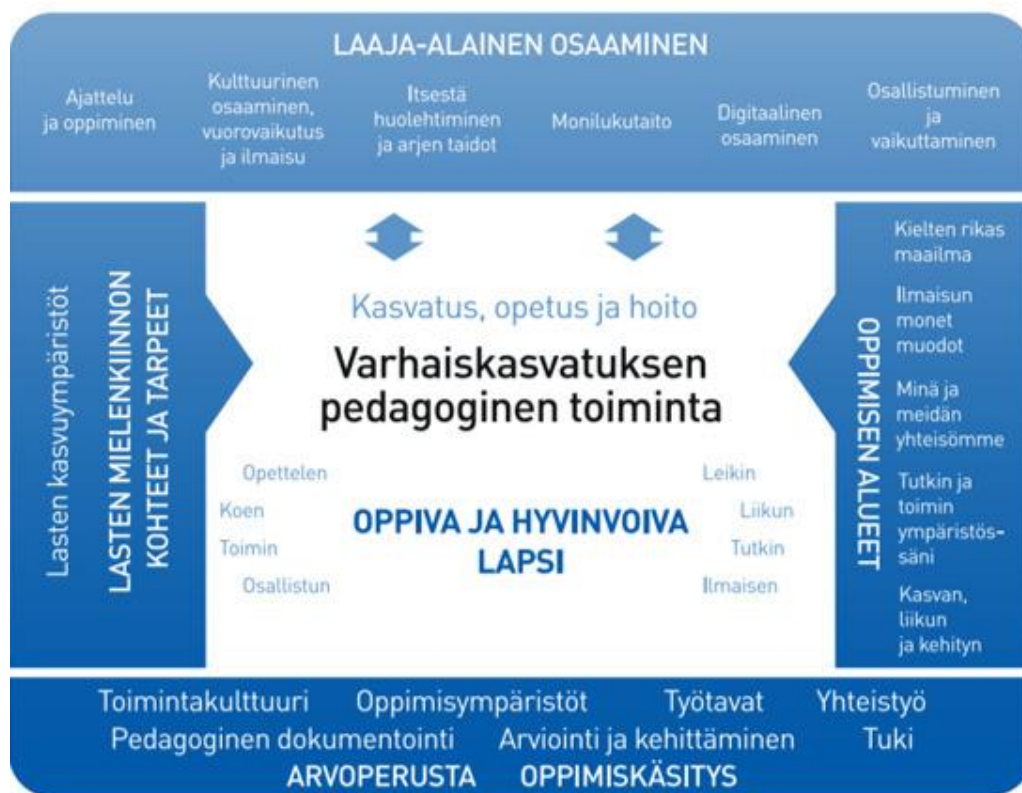 LAAJA-ALAINEN OSAAMINEN
Ajattelu
ja oppiminen
Kulttuurinen
osaaminen,
vuorovaikutus
ja ilmaisu
Itsestä
huolehtiminen
ja arjen taidot
Monilukutaito
Digitaalinen
osaaminen
Osallistuminen
ja
vaikuttaminen
Lasten kasvuympäristöt
LASTEN MIELENKIINNON
KOHTEET JA TARPEET
Kasvatus, opetus ja hoito
Varhaiskasvatuksen
pedagoginen toiminta
Opettelen
Koen
Toimin
Osallistun
OPPIVA JA HYVINVOIVA
LAPSI
Leikin
Liikun
Tutkin
Ilmaisen
OPPIMISEN ALUEET
Kielten rikas
maailma
Ilmaisun
monet
muodot
Minä ja
meidän
yhteisömme
Tutkin ja
toimin
ympäristös-
säni
Kasvan,
liikun
ja kehityn
Toimintakulttuuri Oppimisympäristöt Työtavat Yhteistyö
Pedagoginen dokumentointi Arviointi ja kehittäminen Tuki
ARVOPERUSTA OPPIMISKÄSITYS